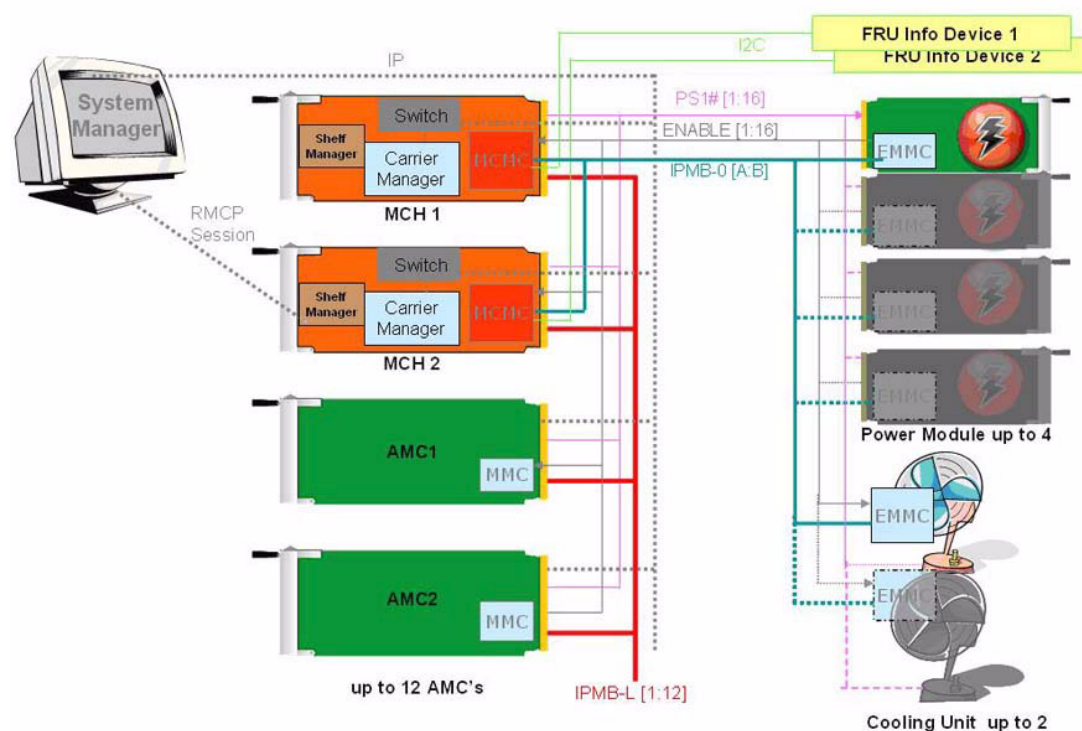 FRU Info Device 1
FRU Info Device 2
I2C
IP
System
Manager
PS1# [1:16]
ENABLE [1:16]
IPMB-0 [A:B]
Switch
Shelf
Manager
Carrier
Manager
MCMC
MCH 1
EMMC
RMCP
Session
Switch
Shelf
Manager
Carrier
Manager
MCMC
MCH 2
EMMC
EMMC
EMMC
Power Module up to 4
AMC1
MMC
EMMC
AMC2
MMC
EMMC
up to 12 AMC's
IPMB-L [1:12]
Cooling Unit up to 2